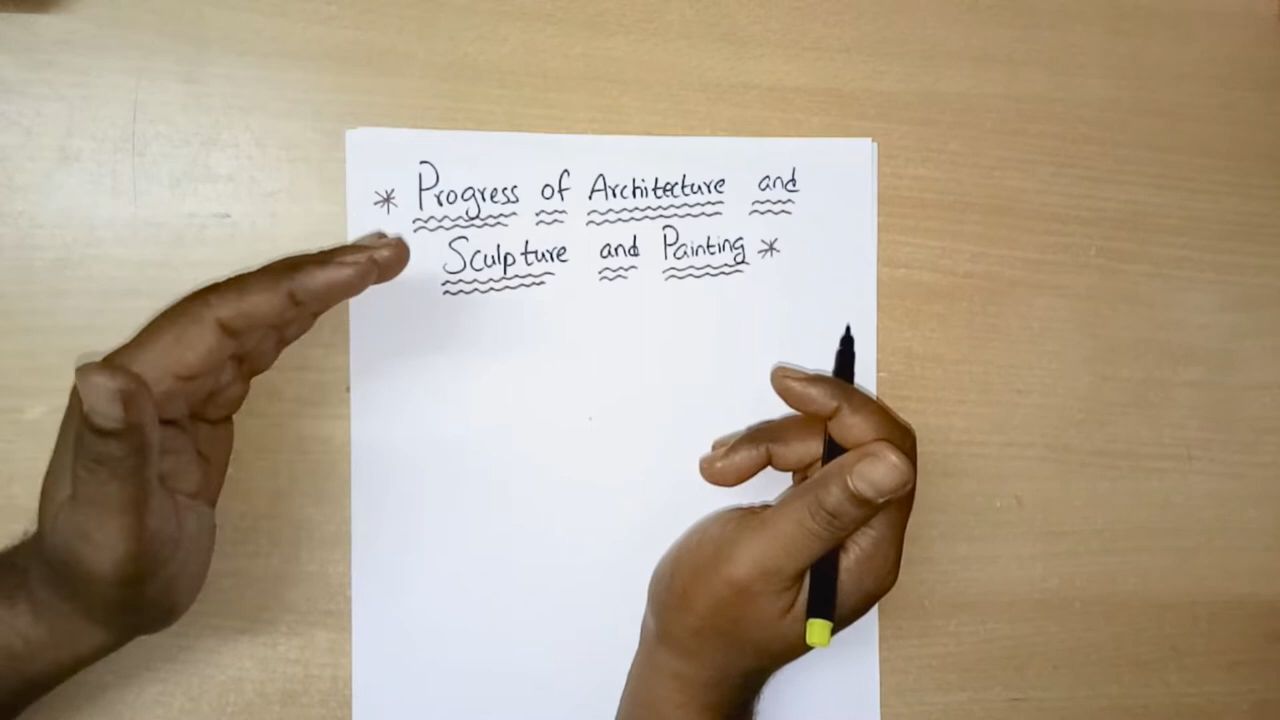 * Progress of Architecture and
Sculpture and Painting *